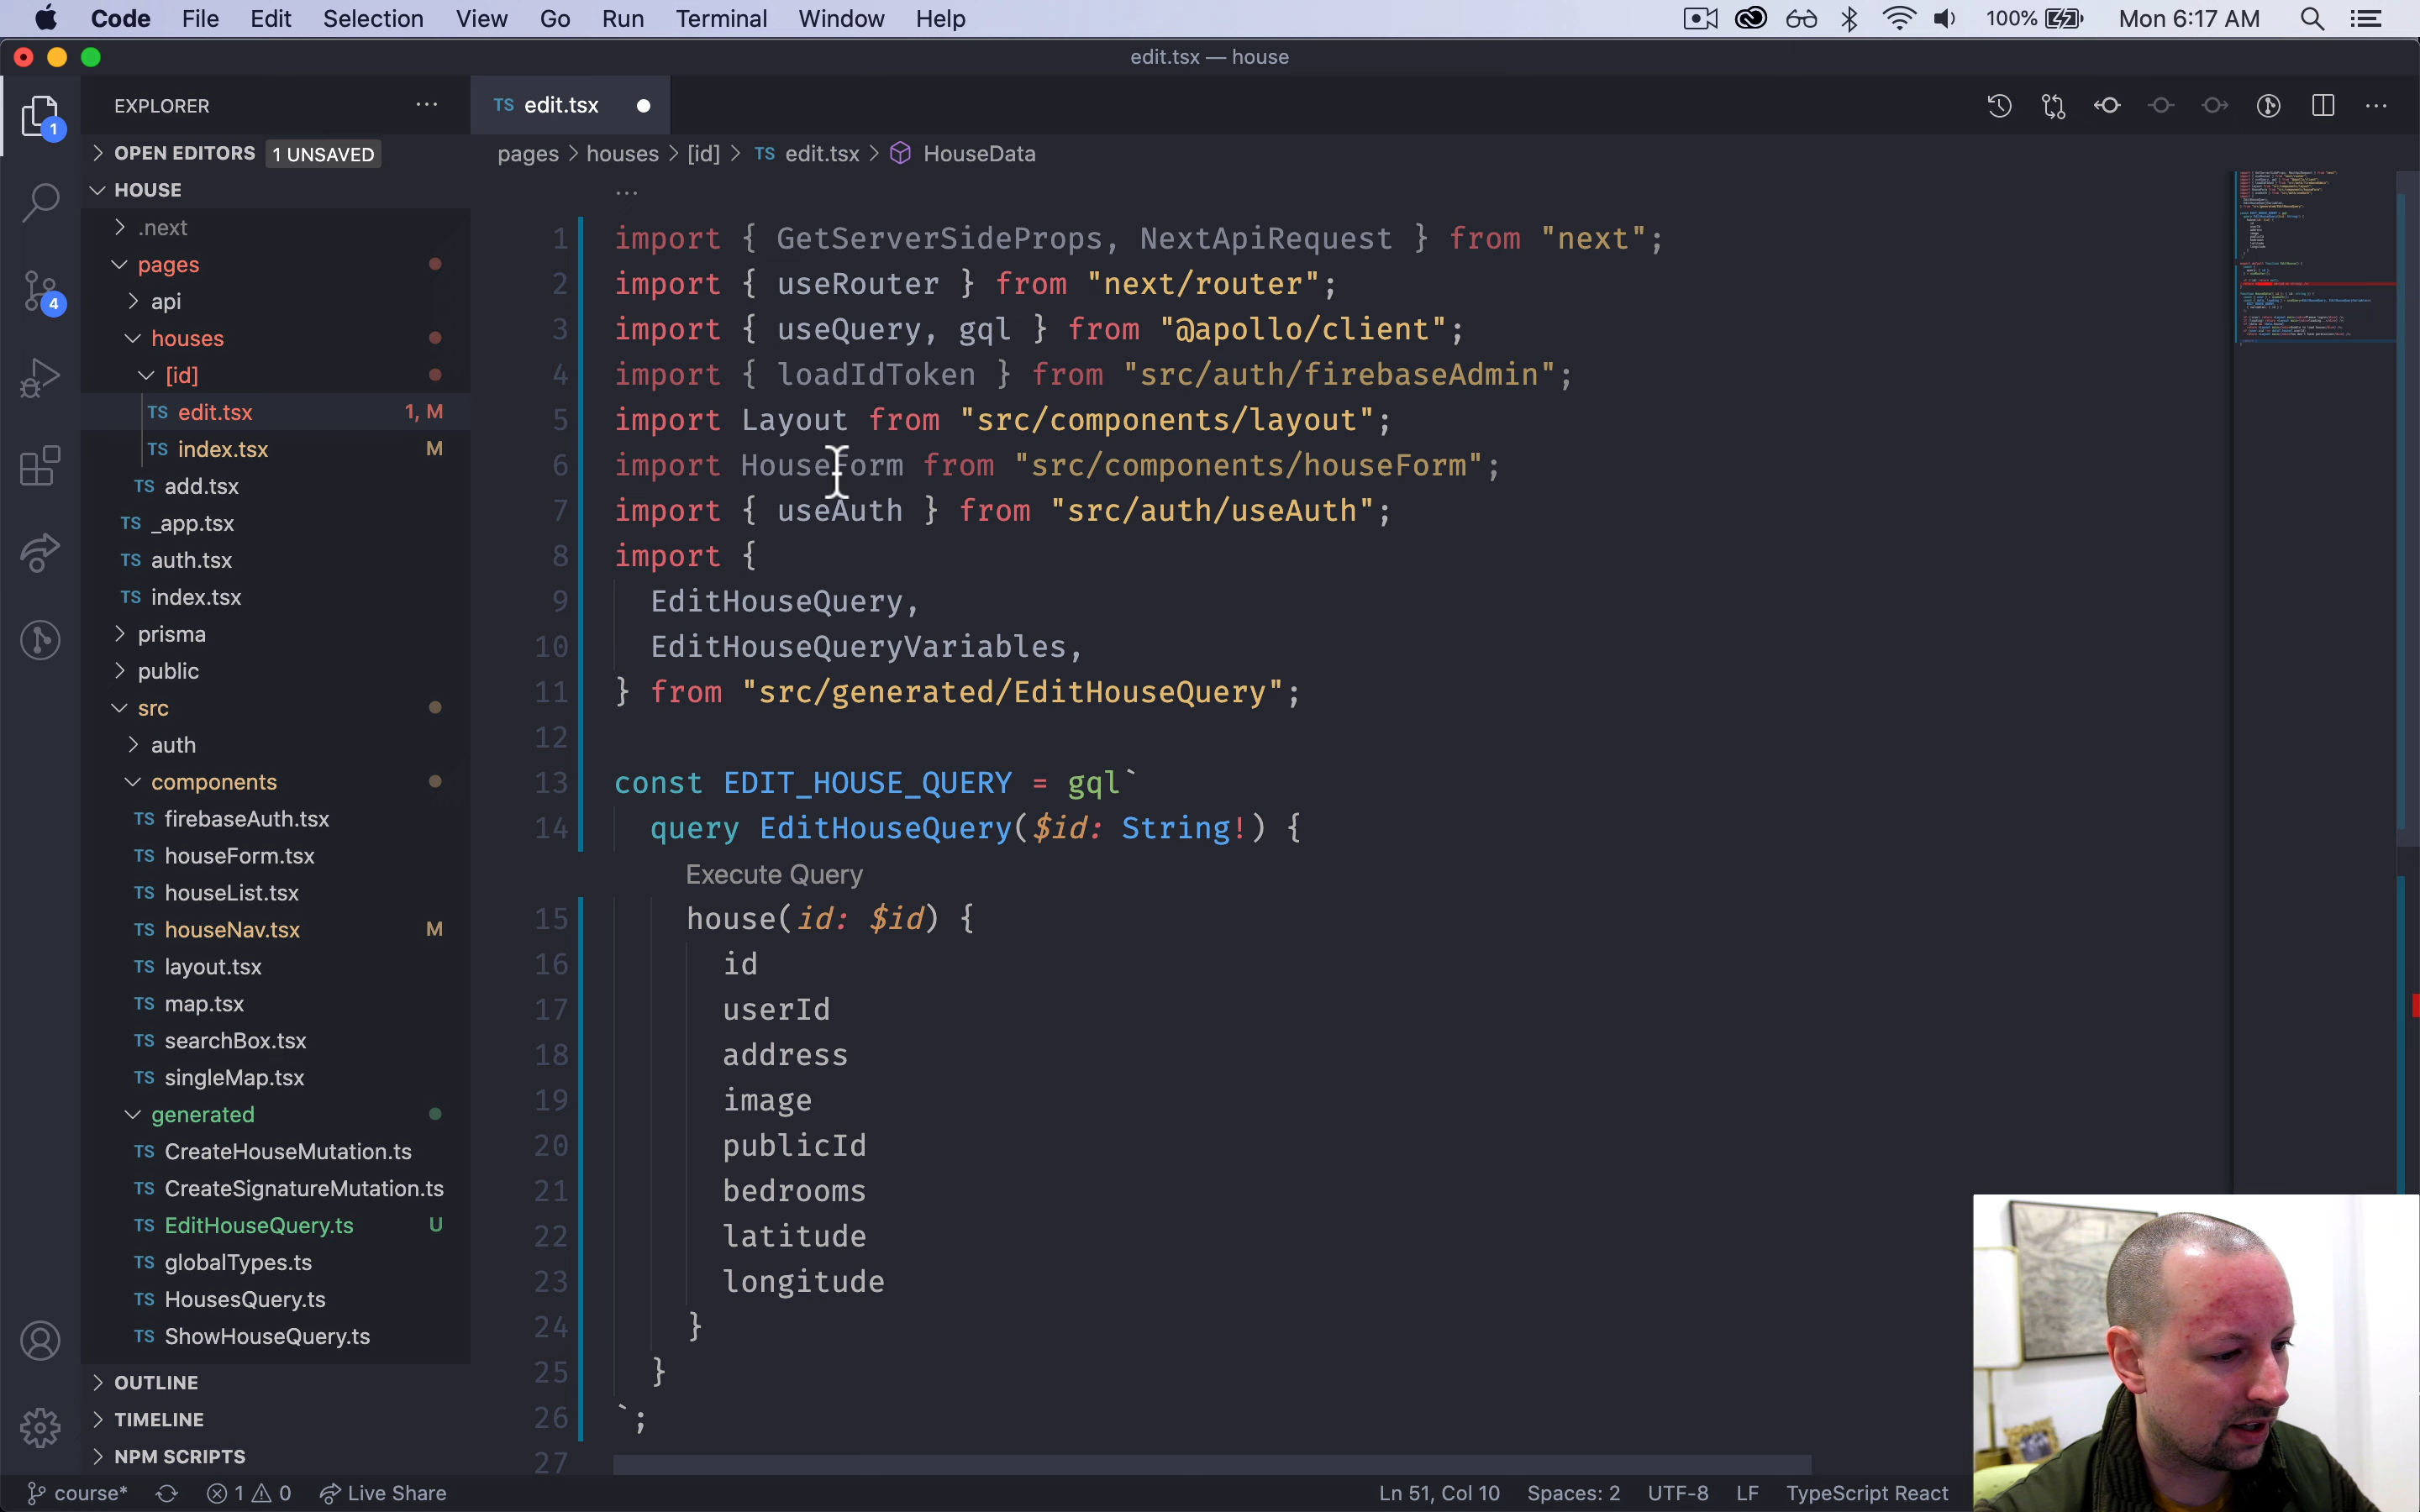 Code File Edit Selection View Go Run Terminal Window Help 100% Mon 6:17 AM
edit.tsx — house
EXPLORER ···
TS edit.tsx
1
OPEN EDITORS 1 UNSAVED
pages > houses > [id] > TS edit.tsx > HouseData
HOUSE
.next
pages
api
houses
4
[id]
TS edit.tsx 1, M
TS index.tsx M
TS add.tsx
TS _app.tsx
TS auth.tsx
TS index.tsx
prisma
public
src
auth
components
TS firebaseAuth.tsx
TS houseForm.tsx
TS houseList.tsx
TS houseNav.tsx M
TS layout.tsx
TS map.tsx
TS searchBox.tsx
TS singleMap.tsx
generated
TS CreateHouseMutation.ts
TS CreateSignatureMutation.ts
TS EditHouseQuery.ts U
TS globalTypes.ts
TS HousesQuery.ts
TS ShowHouseQuery.ts
OUTLINE
TIMELINE
NPM SCRIPTS
...
1 import { GetServerSideProps, NextApiRequest } from "next";
2 import { useRouter } from "next/router";
3 import { useQuery, gql } from "@apollo/client";
4 import { loadIdToken } from "src/auth/firebaseAdmin";
5 import Layout from "src/components/layout";
6 import HouseForm from "src/components/houseForm";
7 import { useAuth } from "src/auth/useAuth";
8 import {
9 EditHouseQuery,
10 EditHouseQueryVariables,
11 } from "src/generated/EditHouseQuery";
12
13 const EDIT_HOUSE_QUERY = gql`
14 query EditHouseQuery($id: String!) {
Execute Query
15 house(id: $id) {
16 id
17 userId
18 address
19 image
20 publicId
21 bedrooms
22 latitude
23 longitude
24 }
25 }
26 `;
27
course* 1 0 Live Share Ln 51, Col 10 Spaces: 2 UTF-8 LF TypeScript React